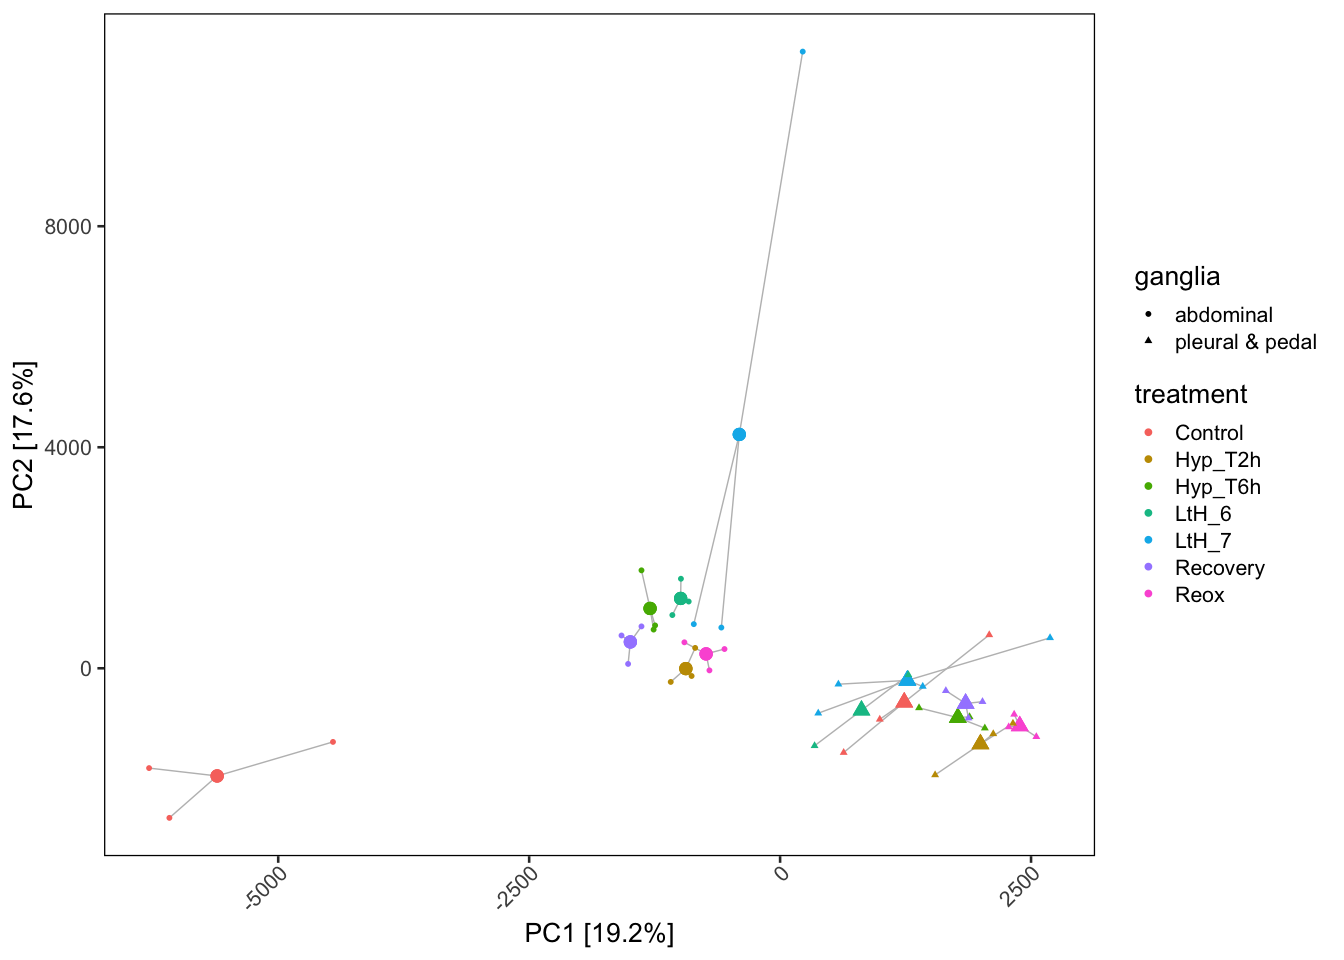 8000
4000
0
PC2 [17.6%]
-5000
-2500
0
2500
PC1 [19.2%]
ganglia
abdominal
pleural & pedal
treatment
Control
Hyp_T2h
Hyp_T6h
LtH_6
LtH_7
Recovery
Reox